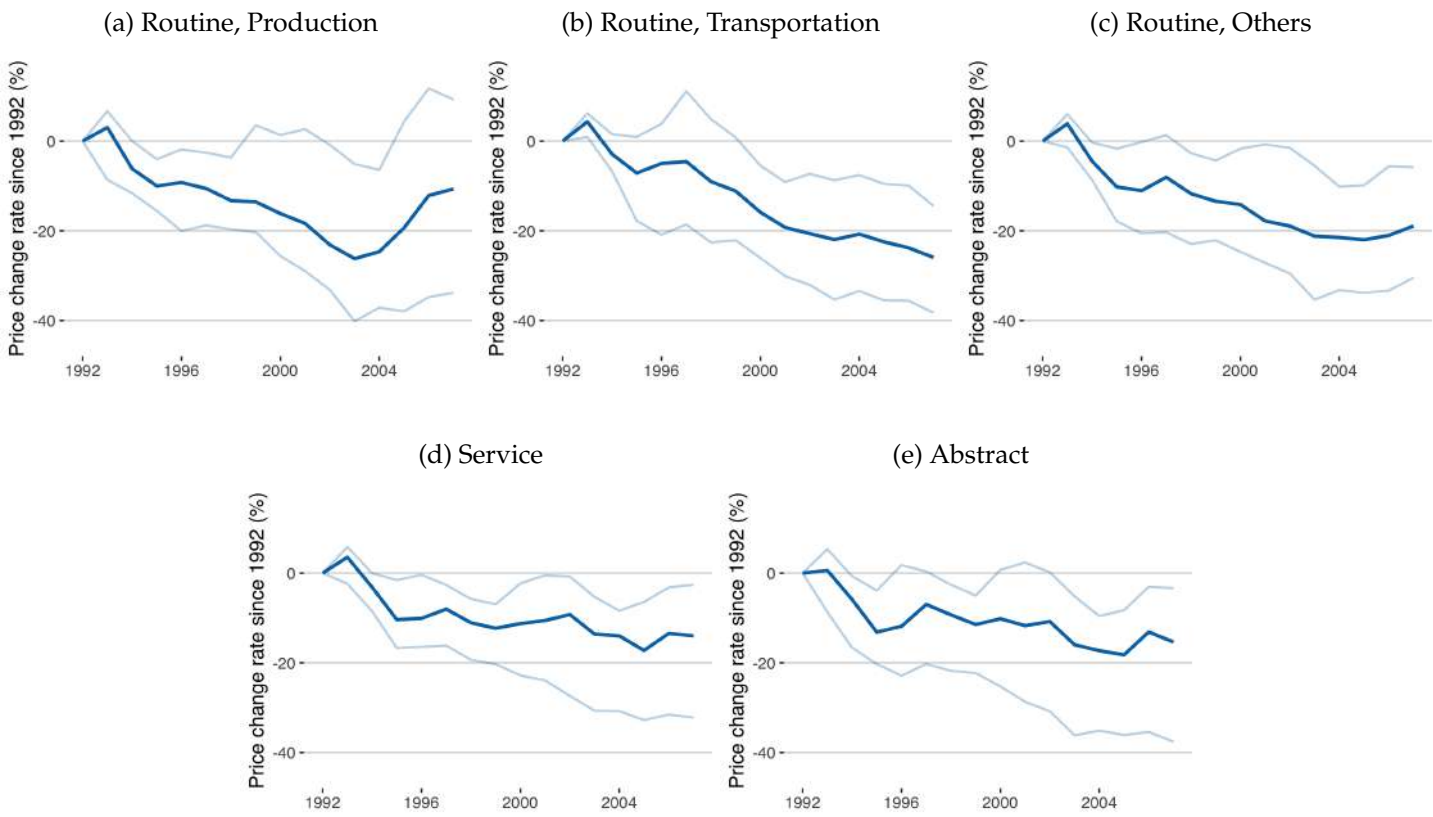 (a) Routine, Production
Price change rate since 1992 (%)
0
-20
-40
1992 1996 2000 2004
(b) Routine, Transportation
Price change rate since 1992 (%)
0
-20
-40
1992 1996 2000 2004
(c) Routine, Others
Price change rate since 1992 (%)
0
-20
-40
1992 1996 2000 2004
(d) Service
Price change rate since 1992 (%)
0
-20
-40
1992 1996 2000 2004
(e) Abstract
Price change rate since 1992 (%)
0
-20
-40
1992 1996 2000 2004